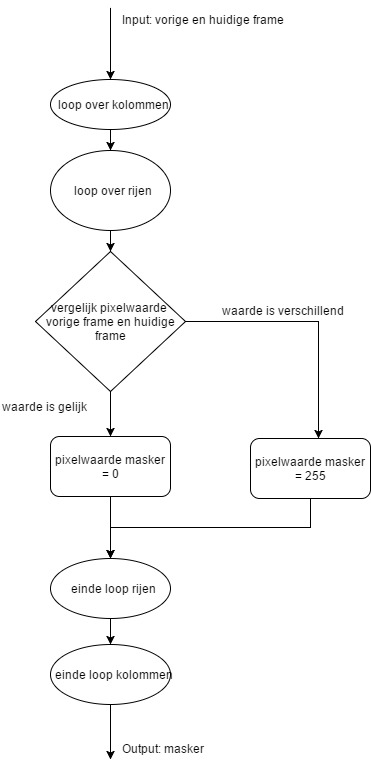 Input: vorige en huidige frame
loop over kolommen
loop over rijen
vergelijk pixelwaarde
vorige frame en huidige
frame
waarde is verschillend
waarde is gelijk
pixelwaarde masker
= 0
pixelwaarde masker
= 255
einde loop rijen
einde loop kolommen
Output: masker